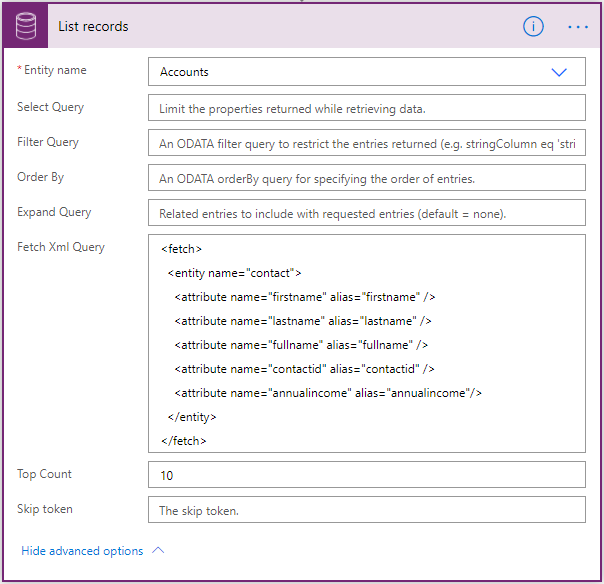 List records
* Entity name
Accounts
Select Query
Limit the properties returned while retrieving data.
Filter Query
An ODATA filter query to restrict the entries returned (e.g. stringColumn eq 'stri
Order By
An ODATA orderBy query for specifying the order of entries.
Expand Query
Related entries to include with requested entries (default = none).
Fetch Xml Query
<fetch>
<entity name="contact">
<attribute name="firstname" alias="firstname" />
<attribute name="lastname" alias="lastname" />
<attribute name="fullname" alias="fullname" />
<attribute name="contactid" alias="contactid" />
<attribute name="annualincome" alias="annualincome"/>
</entity>
</fetch>
Top Count
10
Skip token
The skip token.
Hide advanced options